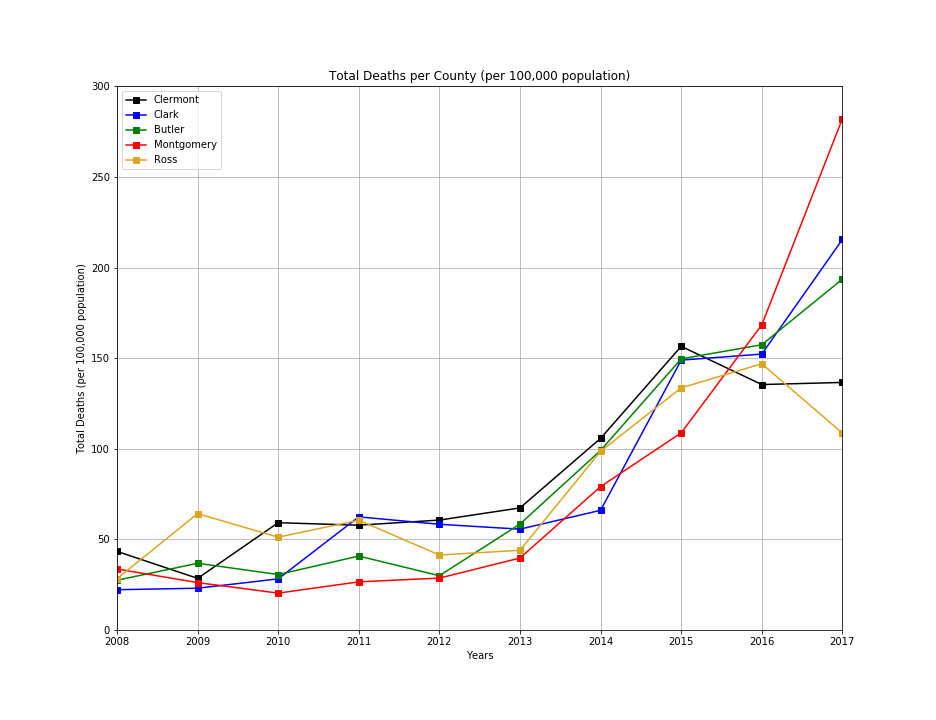 Total Deaths per County (per 100,000 population)
300
250
200
150
100
50
0
Total Deaths (per 100,000 population)
Clermont
Clark
Butler
Montgomery
Ross
2008 2009 2010 2011 2012 2013 2014 2015 2016 2017
Years